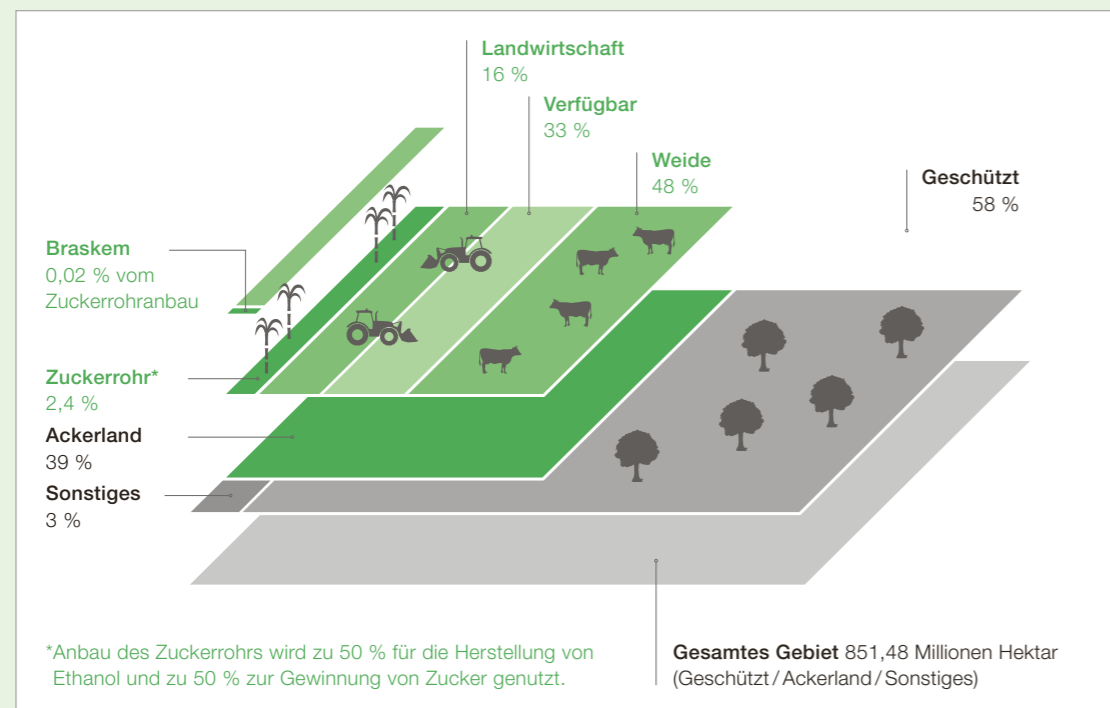 Landwirtschaft
16 %
Verfügbar
33 %
Weide
48 %
Geschützt
58 %
Braskem
0,02 % vom
Zuckerrohranbau
Zuckerrohr*
2,4 %
Ackerland
39 %
Sonstiges
3 %
*Anbau des Zuckerrohrs wird zu 50 % für die Herstellung von
Ethanol und zu 50 % zur Gewinnung von Zucker genutzt.
Gesamtes Gebiet 851,48 Millionen Hektar
(Geschützt / Ackerland / Sonstiges)